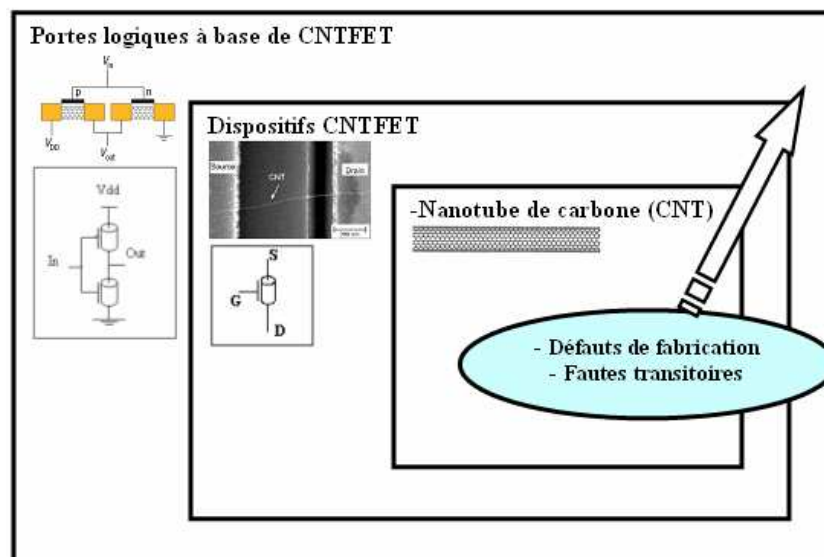 Portes logiques à base de CNTFET
Vin
p
n
VDD
Vout
Vdd
In
Out
Dispositifs CNTFET
Source
CNT
Drain
S
G
D
-Nanotube de carbone (CNT)
- Défauts de fabrication
- Fautes transitoires